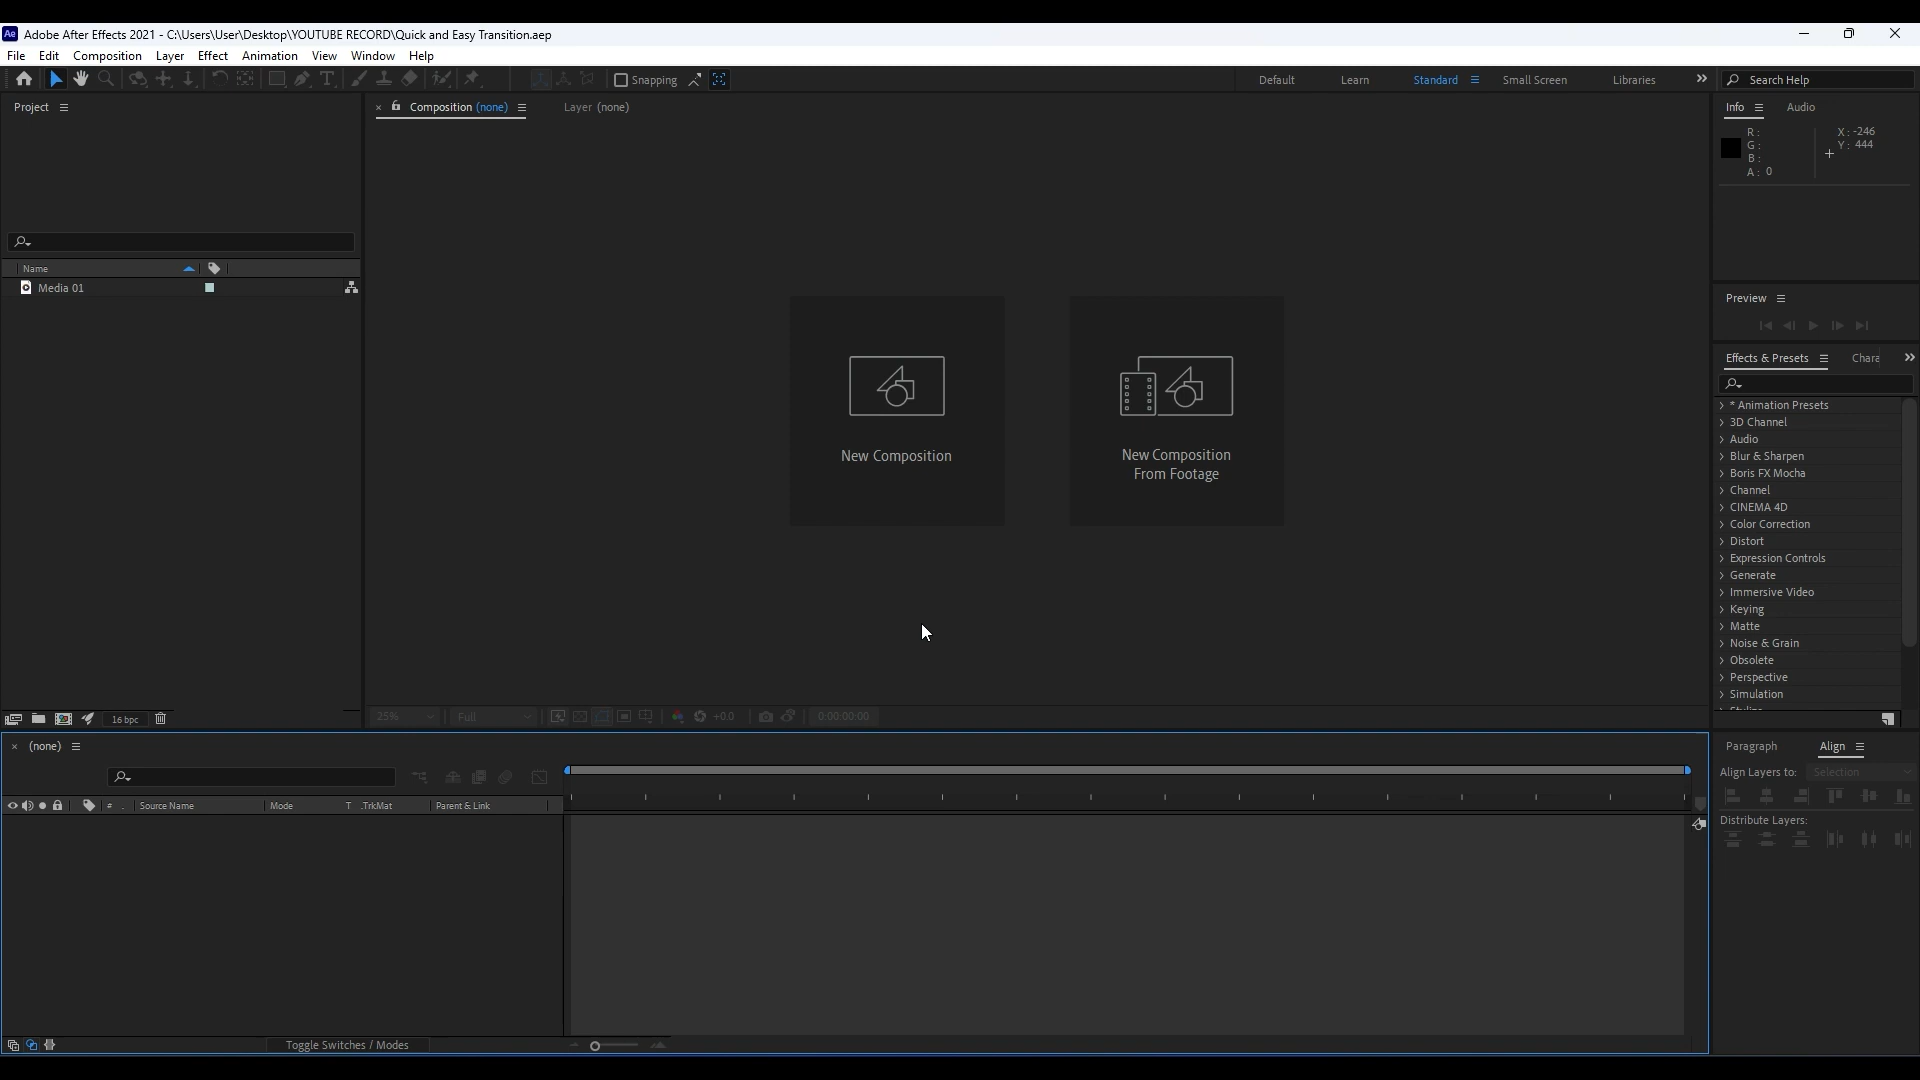 Ae Adobe After Effects 2021 - C:\Users\User\Desktop\YOUTUBE RECORD\Quick and Easy Transition.aep
File Edit Composition Layer Effect Animation View Window Help
T Snapping Default Learn Standard Small Screen Libraries Search Help
Project
Composition (none) Layer (none)
Info Audio
R:
G:
B:
A: 0
X: -246
Y: 444
Name
Media 01
New Composition
New Composition
From Footage
Preview
Effects & Presets Chara
* Animation Presets
3D Channel
Audio
Blur & Sharpen
Boris FX Mocha
Channel
CINEMA 4D
Color Correction
Distort
Expression Controls
Generate
Immersive Video
Keying
Matte
Noise & Grain
Obsolete
Perspective
Simulation
16 bpc
25% Full +0.0 0:00:00:00
(none)
# . Source Name Mode T .TrkMat Parent & Link
Toggle Switches / Modes
Paragraph Align
Align Layers to: Selection
Distribute Layers: